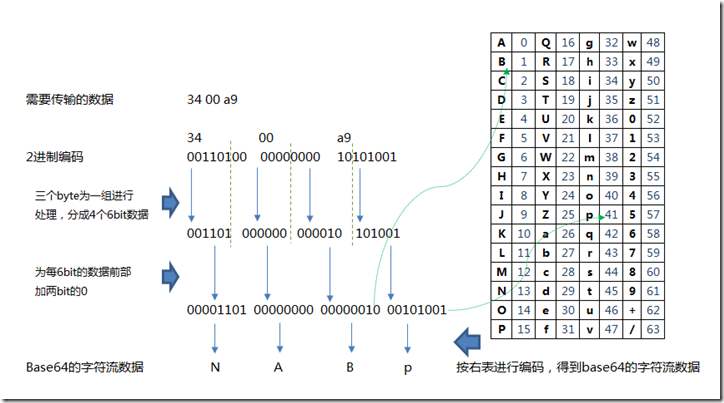 需要传输的数据 34 00 a9
34 00 a9
2进制编码 00110100 00000000 10101001
三个byte为一组进行
处理，分成4个6bit数据
001101 000000 000010 101001
为每6bit的数据前部
加两bit的0
00001101 00000000 00000010 00101001
Base64的字符流数据 N A B p
按右表进行编码，得到base64的字符流数据
A 0 Q 16 g 32 w 48
B 1 R 17 h 33 x 49
C 2 S 18 i 34 y 50
D 3 T 19 j 35 z 51
E 4 U 20 k 36 0 52
F 5 V 21 l 37 1 53
G 6 W 22 m 38 2 54
H 7 X 23 n 39 3 55
I 8 Y 24 o 40 4 56
J 9 Z 25 p 41 5 57
K 10 a 26 q 42 6 58
L 11 b 27 r 43 7 59
M 12 c 28 s 44 8 60
N 13 d 29 t 45 9 61
O 14 e 30 u 46 + 62
P 15 f 31 v 47 / 63